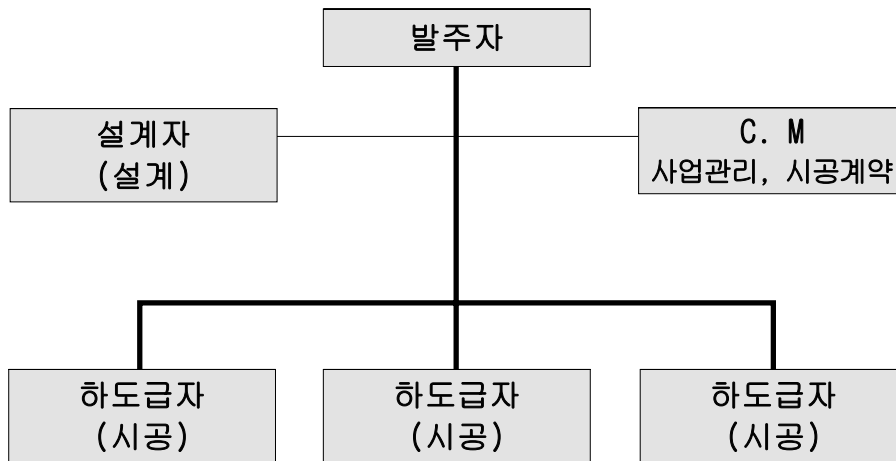 발주자
설계자
(설계)
C. M
사업관리, 시공계약
하도급자
(시공)
하도급자
(시공)
하도급자
(시공)